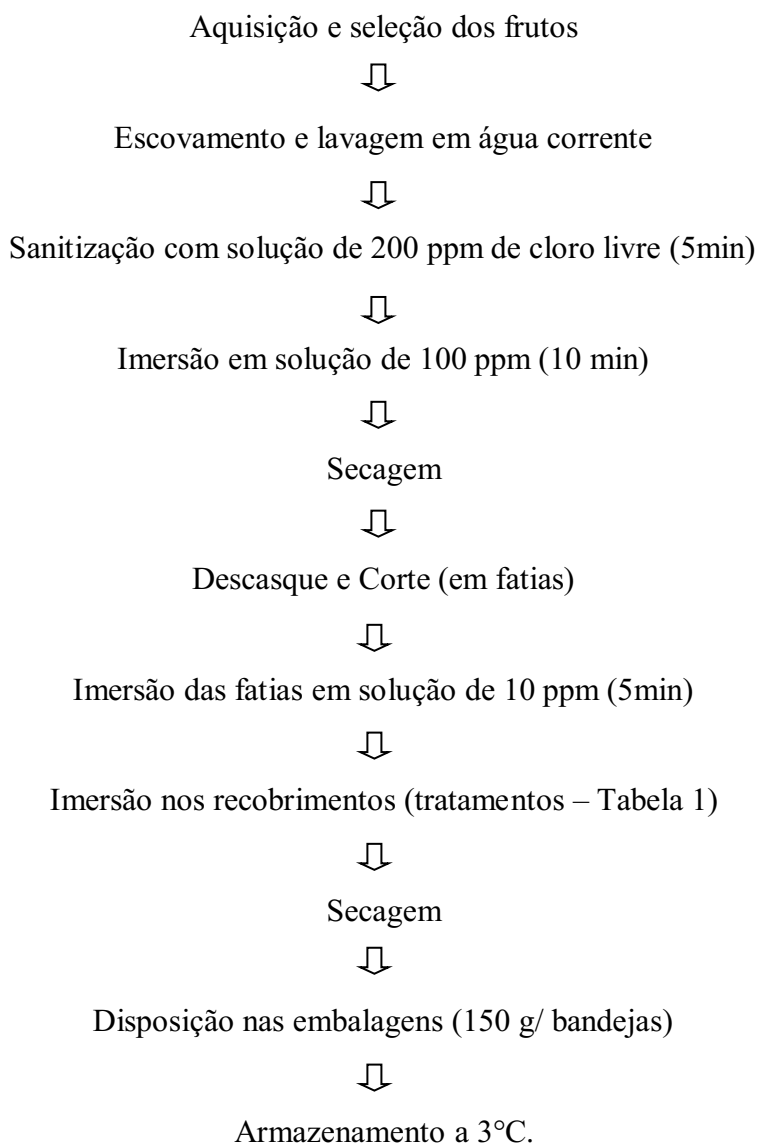 Aquisição e seleção dos frutos
Escovamento e lavagem em água corrente
Sanitização com solução de 200 ppm de cloro livre (5min)
Imersão em solução de 100 ppm (10 min)
Secagem
Descasque e Corte (em fatias)
Imersão das fatias em solução de 10 ppm (5min)
Imersão nos recobrimentos (tratamentos – Tabela 1)
Secagem
Disposição nas embalagens (150 g/ bandejas)
Armazenamento a 3°C.